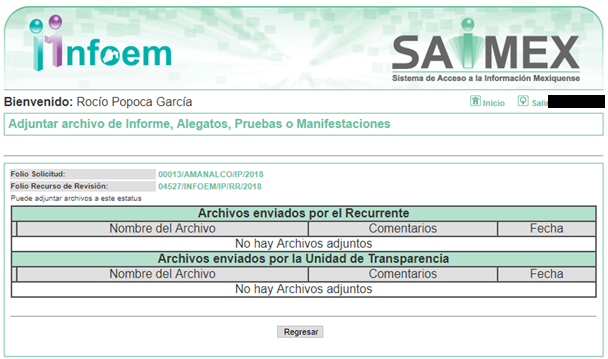 infoem
SAIMEX
Sistema de Acceso a la Información Mexiquense
Bienvenido: Rocío Popoca García
Inicio
Adjuntar archivo de Informe, Alegatos, Pruebas o Manifestaciones
Folio Solicitud: 00013/AMANALCO/IP/2018
Folio Recurso de Revisión: 04527/INFOEM/IP/RR/2018
Puede adjuntar archivos a este estatus
Archivos enviados por el Recurrente
Nombre del Archivo Comentarios Fecha
No hay Archivos adjuntos
Archivos enviados por la Unidad de Transparencia
Nombre del Archivo Comentarios Fecha
No hay Archivos adjuntos
Regresar